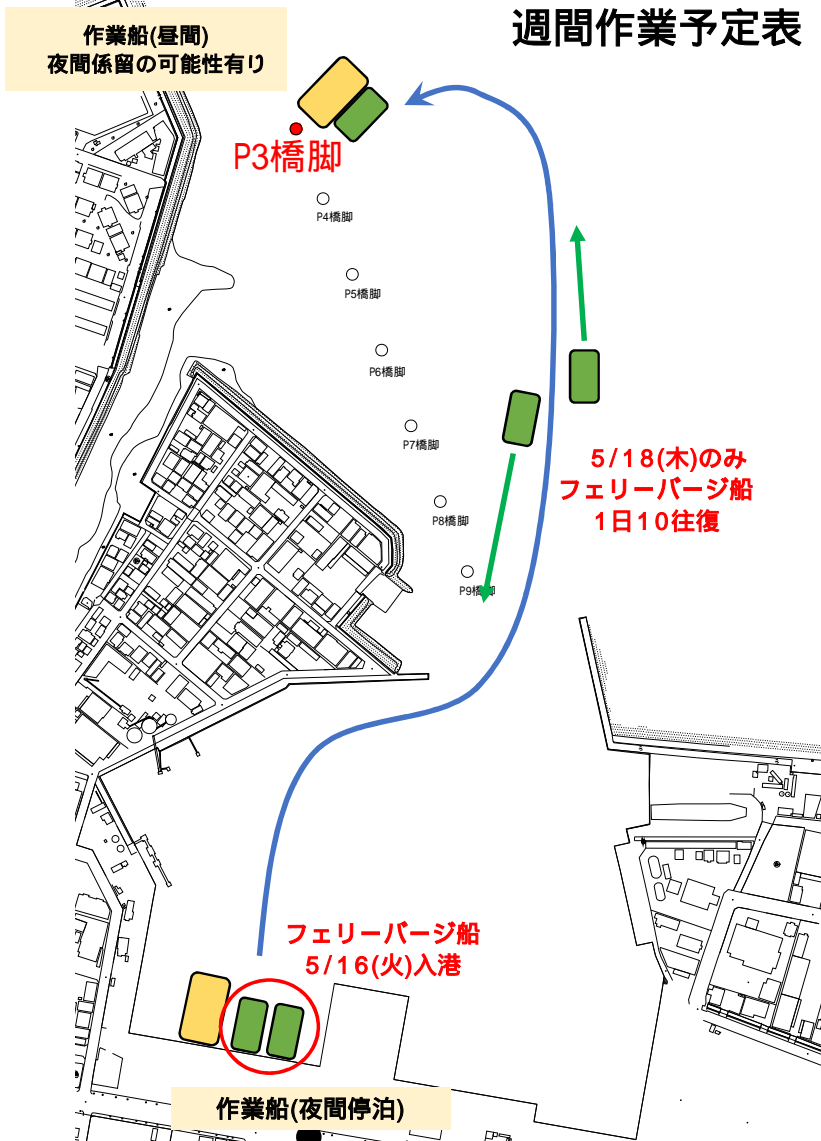 週間作業予定表
作業船(昼間)
夜間係留の可能性有り
P3橋脚
P4橋脚
P5橋脚
P6橋脚
P7橋脚
P8橋脚
P9橋脚
5/18(木)のみ
フェリーバージ船
1日10往復
フェリーバージ船
5/16(火)入港
作業船(夜間停泊)